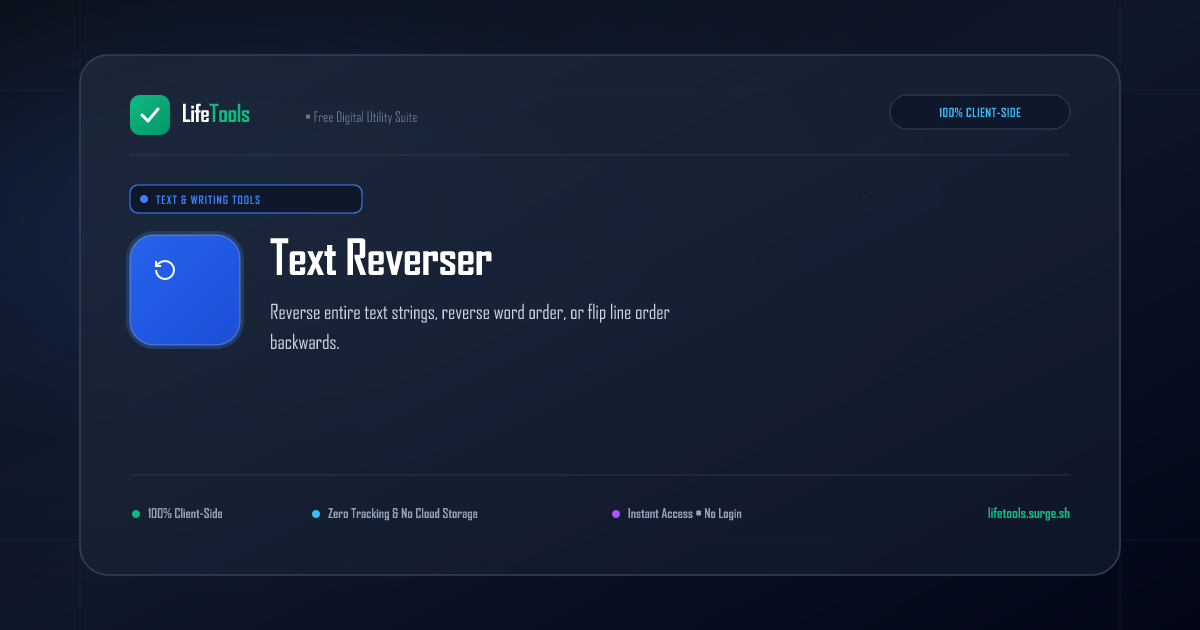 LifeTools
▪ Free Digital Utility Suite
100% CLIENT-SIDE
TEXT & WRITING TOOLS
Text Reverser
Reverse entire text strings, reverse word order, or flip line order
backwards.
100% Client-Side
Zero Tracking & No Cloud Storage
Instant Access ▪ No Login
lifetools.surge.sh